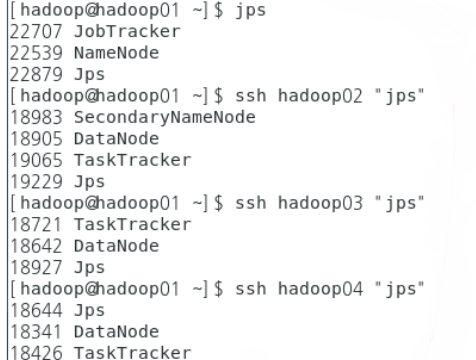 [hadoop@hadoop01 ~]$ jps
22707 JobTracker
22539 NameNode
22879 Jps
[hadoop@hadoop01 ~]$ ssh hadoop02 "jps"
18983 SecondaryNameNode
18905 DataNode
19065 TaskTracker
19229 Jps
[hadoop@hadoop01 ~]$ ssh hadoop03 "jps"
18721 TaskTracker
18642 DataNode
18927 Jps
[hadoop@hadoop01 ~]$ ssh hadoop04 "jps"
18644 Jps
18341 DataNode
18426 TaskTracker